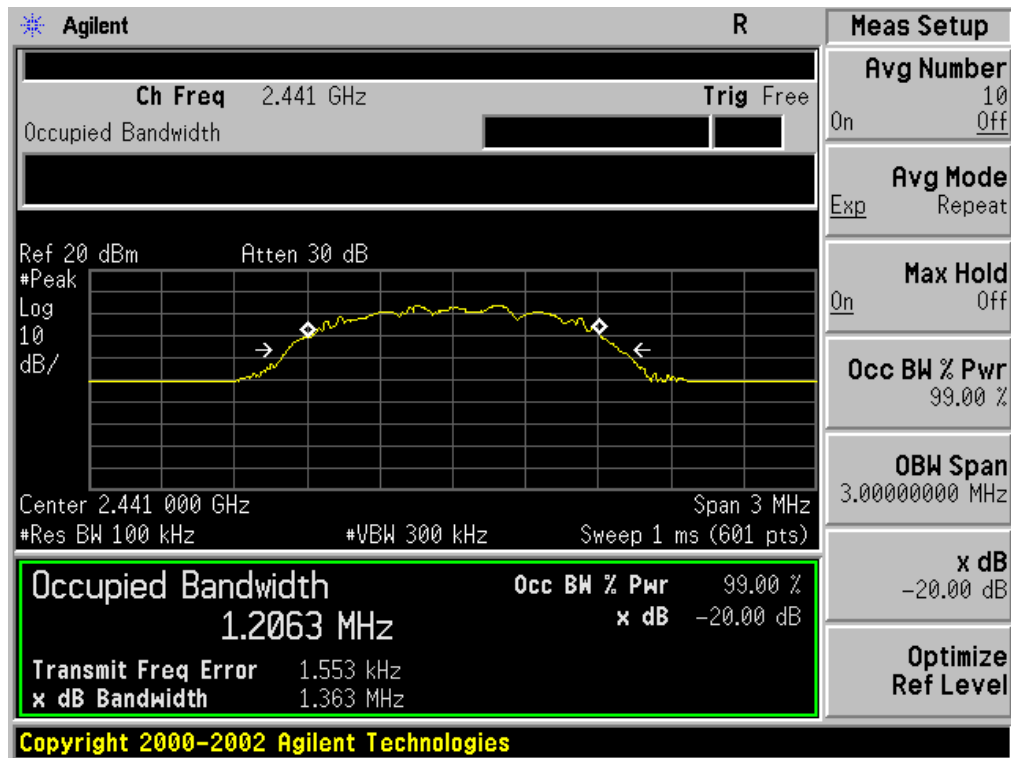 Agilent R Meas Setup
Ch Freq 2.441 GHz Trig Free
Occupied Bandwidth
Avg Number
10
On Off
Avg Mode
Exp Repeat
Max Hold
On Off
Occ BW % Pwr
99.00 %
OBW Span
3.00000000 MHz
x dB
-20.00 dB
Optimize
Ref Level
Ref 20 dBm Atten 30 dB
#Peak
Log
10
dB/
Center 2.441 000 GHz Span 3 MHz
#Res BW 100 kHz #VBW 300 kHz Sweep 1 ms (601 pts)
Occupied Bandwidth Occ BW % Pwr 99.00 %
1.2063 MHz x dB -20.00 dB
Transmit Freq Error 1.553 kHz
x dB Bandwidth 1.363 MHz
Copyright 2000-2002 Agilent Technologies